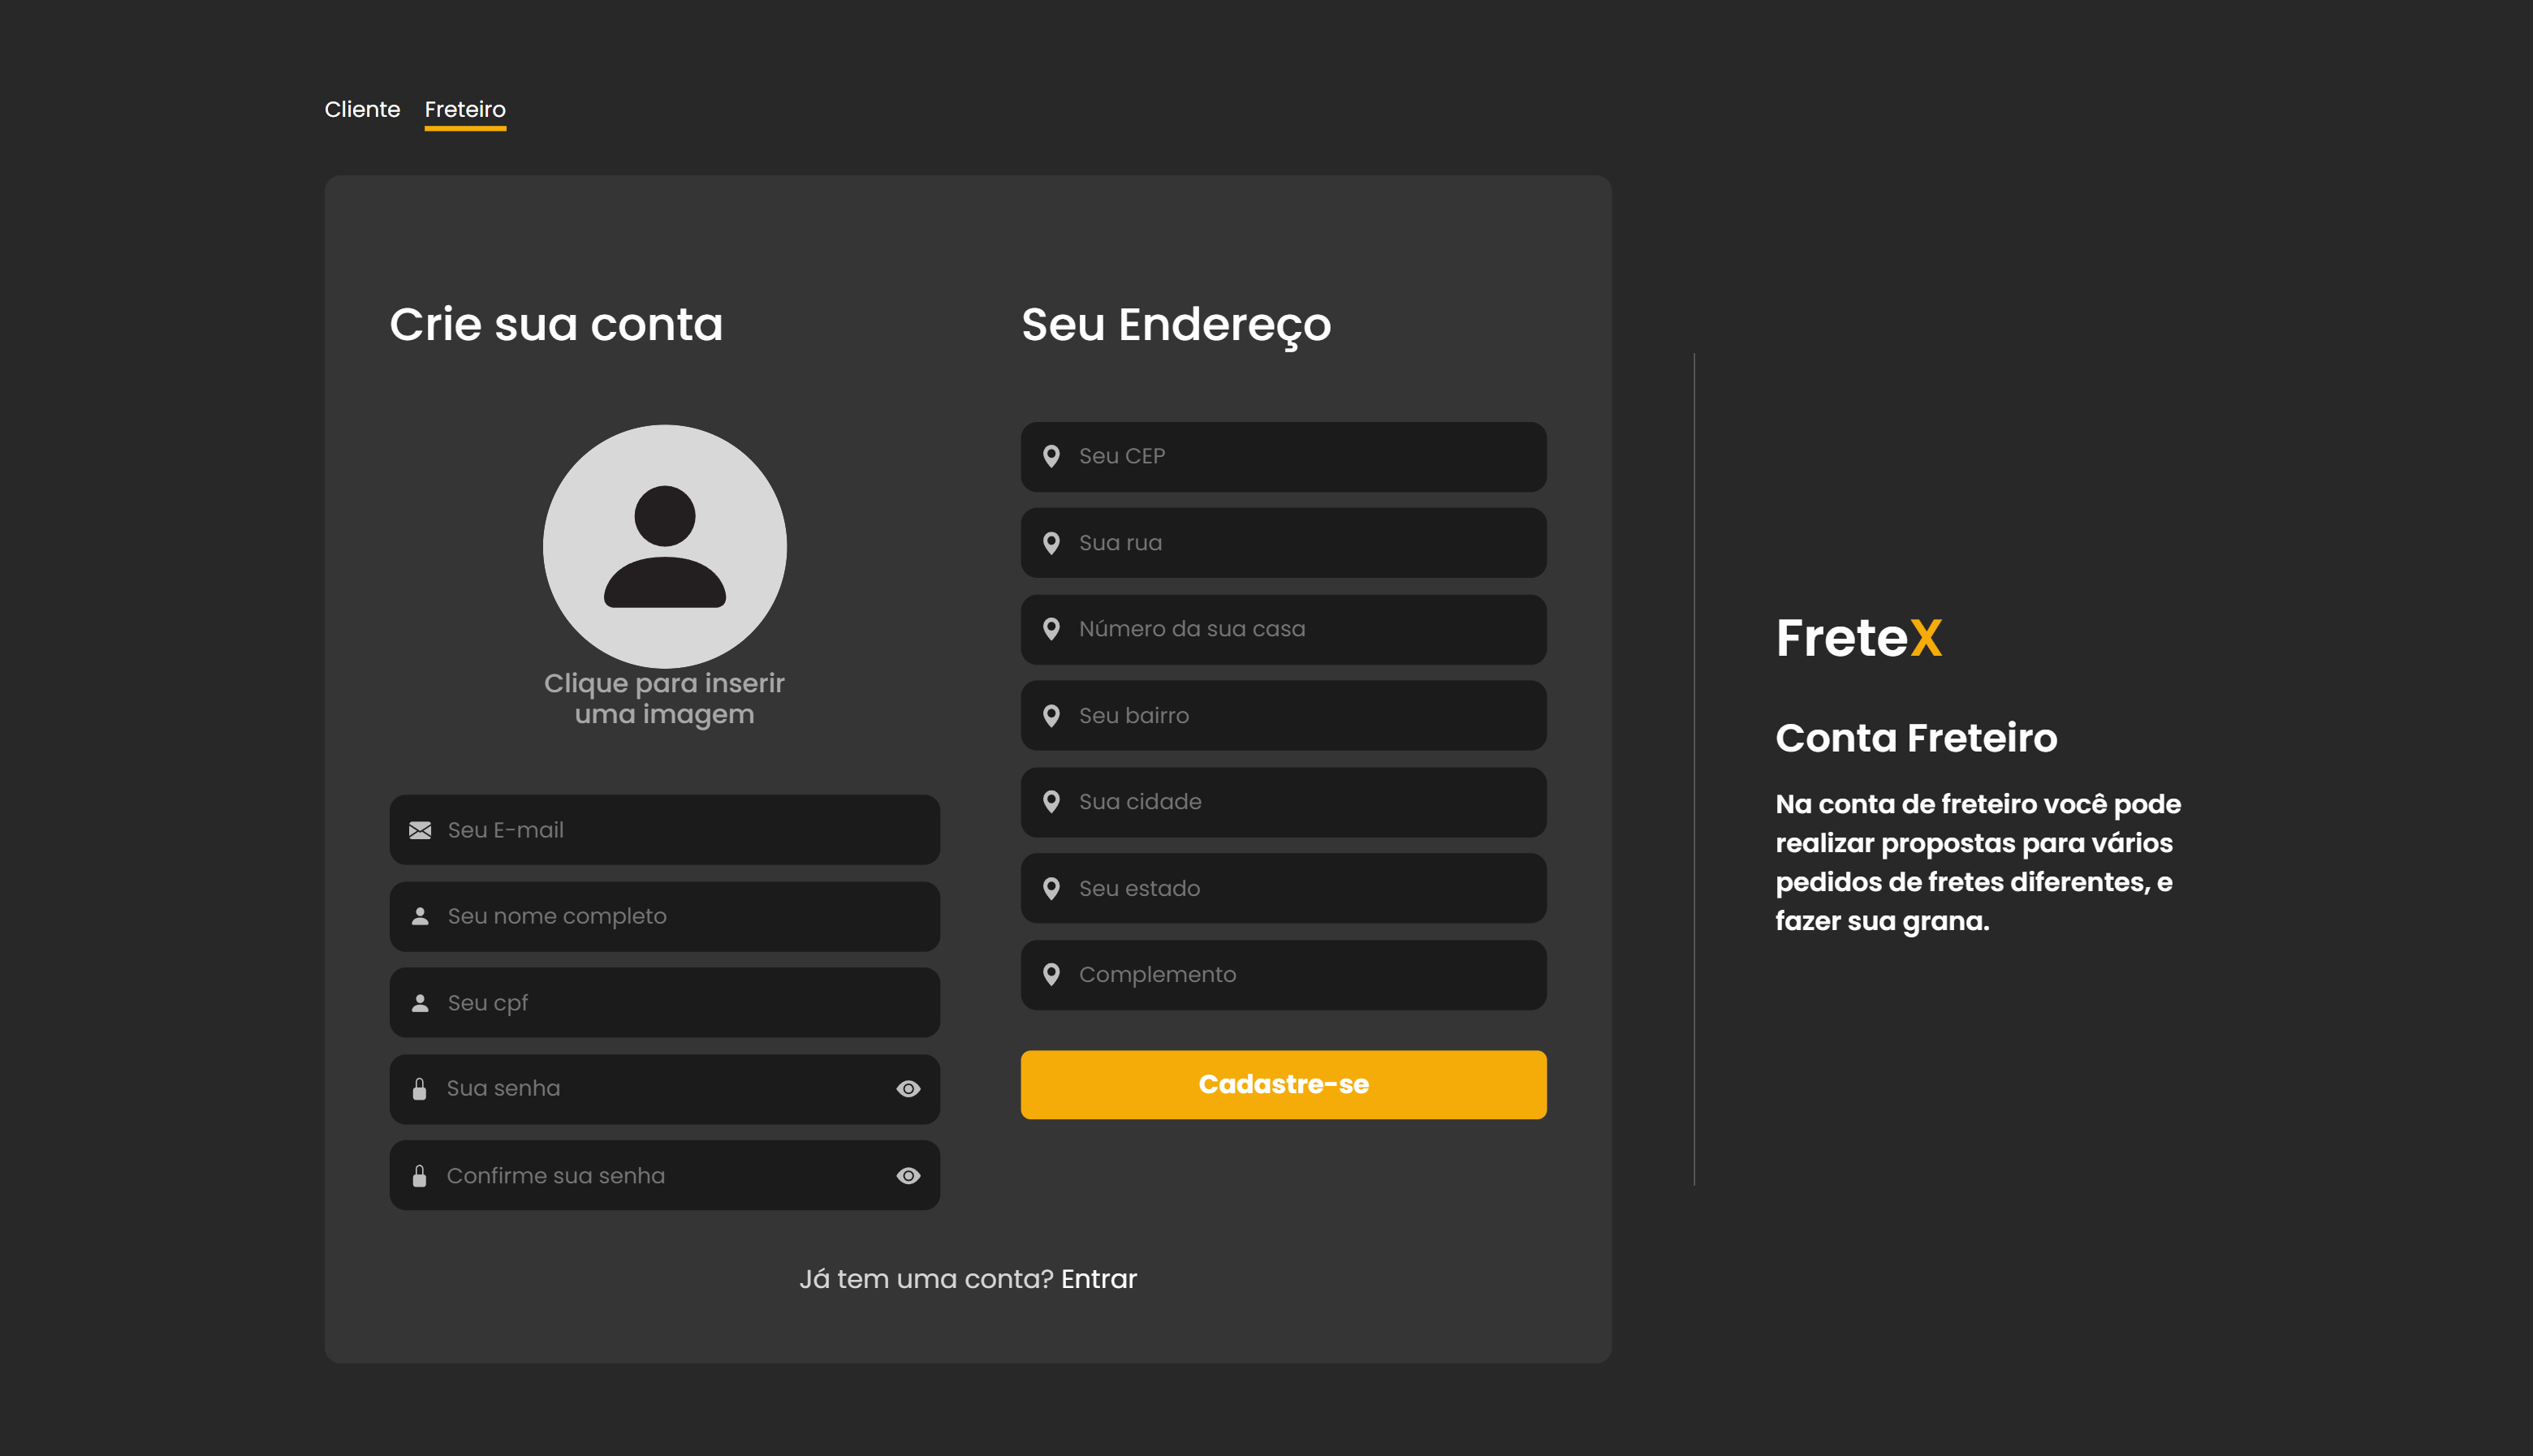 Cliente
Freteiro
Crie sua conta
Clique para inserir
uma imagem
Seu E-mail
Seu nome completo
Seu cpf
Sua senha
Confirme sua senha
Seu Endereço
Seu CEP
Sua rua
Número da sua casa
Seu bairro
Sua cidade
Seu estado
Complemento
Cadastre-se
Já tem uma conta? Entrar
FreteX
Conta Freteiro
Na conta de freteiro você pode
realizar propostas para vários
pedidos de fretes diferentes, e
fazer sua grana.